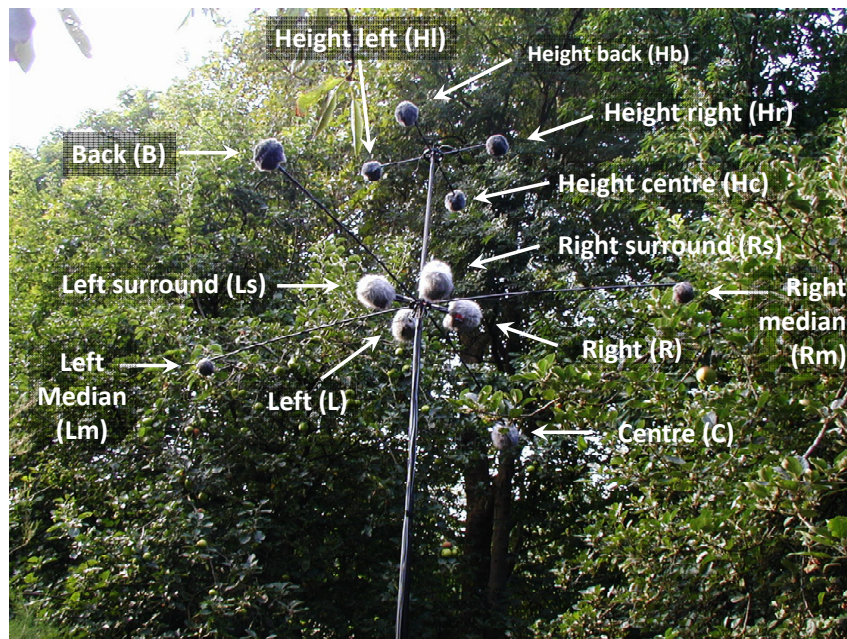 Height left (Hl)
Height back (Hb)
Height right (Hr)
Back (B)
Height centre (Hc)
Right surround (Rs)
Left surround (Ls)
Right
median
(Rm)
Right (R)
Left
Median
(Lm)
Left (L)
Centre (C)